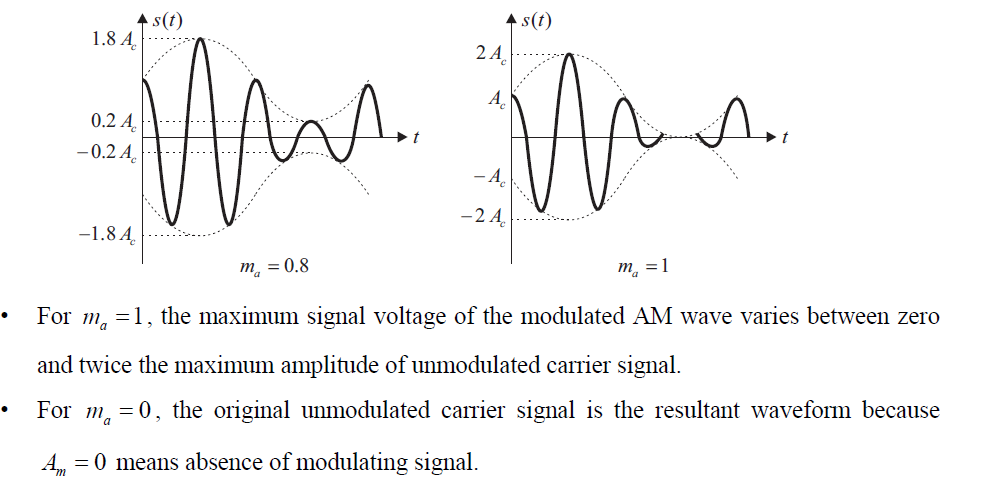 s(t) s(t)
1.8 A_c
2 A_c
A_c
0.2 A_c
t t
−0.2 A_c
− A_c
−2 A_c
−1.8 A_c
m_a = 0.8 m_a = 1
• For m_a = 1, the maximum signal voltage of the modulated AM wave varies between zero
and twice the maximum amplitude of unmodulated carrier signal.
• For m_a = 0, the original unmodulated carrier signal is the resultant waveform because
A_m = 0 means absence of modulating signal.